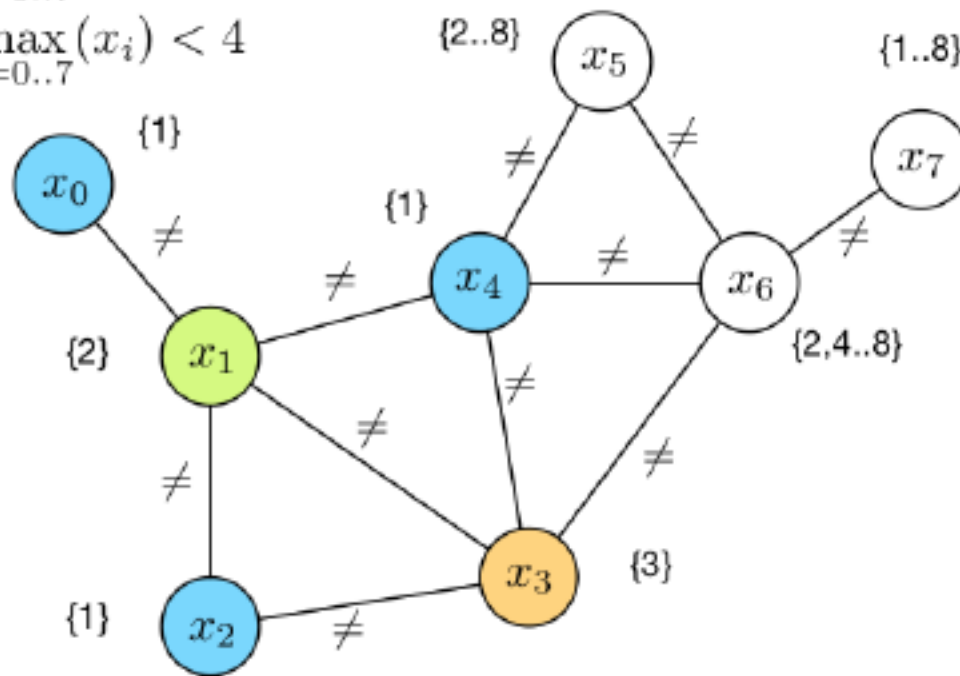 max(x_i) < 4
=0..7
{2..8}
x_5
{1..8}
{1}
x_0
≠
≠
≠
x_7
{1}
≠
≠
x_4
≠
x_6
{2}
x_1
≠
{2,4..8}
≠
≠
≠
≠
x_3
{3}
{1}
x_2
≠